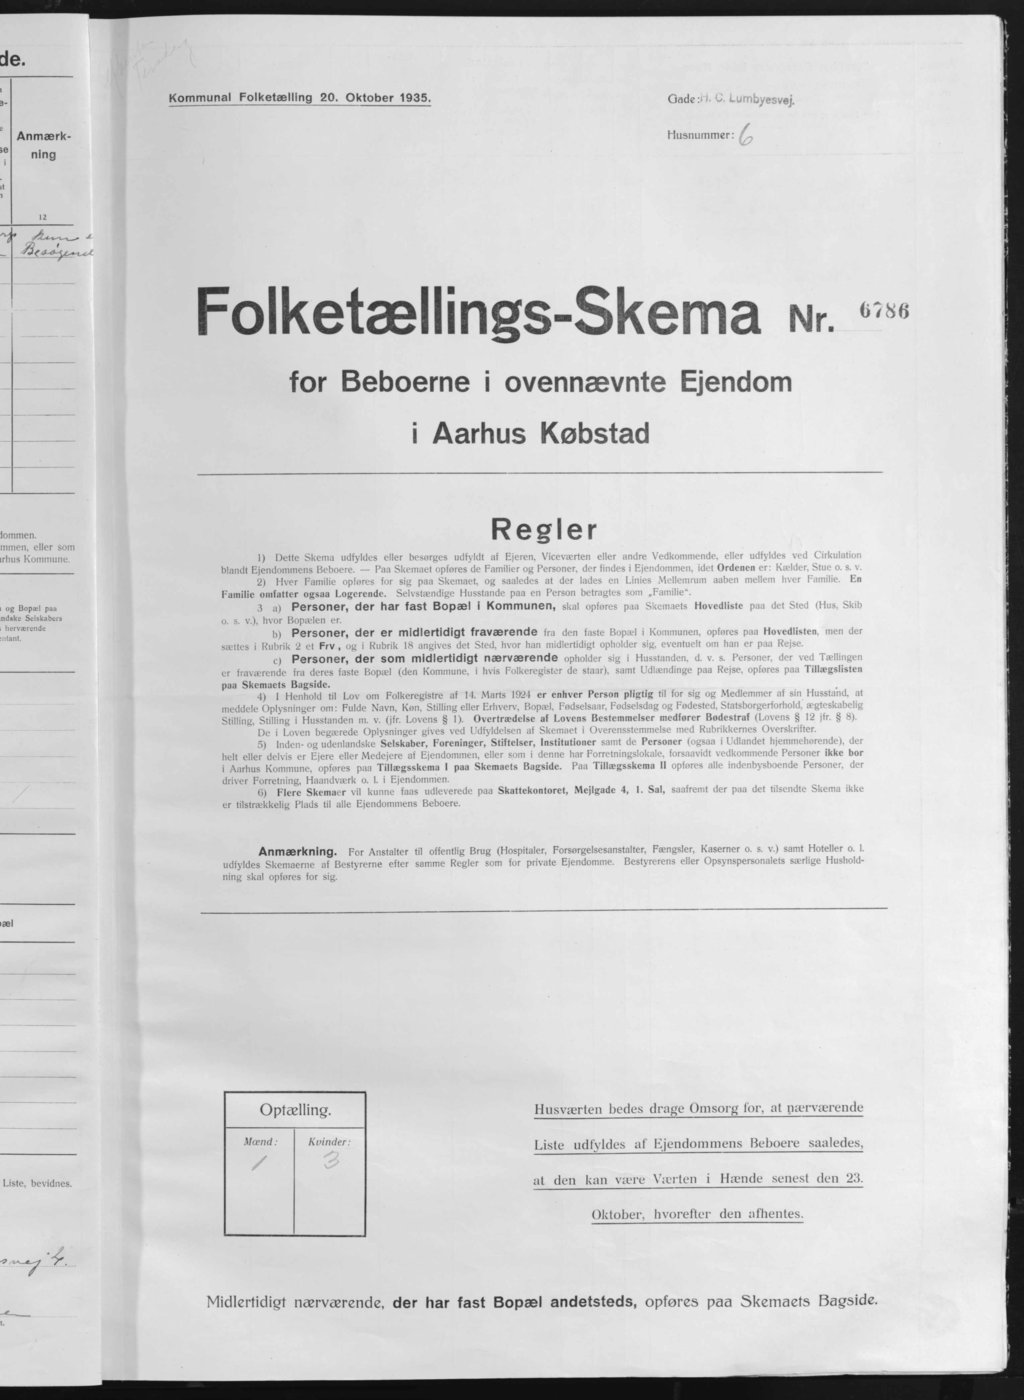 de.
Anmærk-
ning
12
Besøgende
Kommunal Folketælling 20. Oktober 1935.
Gade: H. C. Lumbyesvej.
Husnummer: 6
Folketællings-Skema Nr. 6786
for Beboerne i ovennævnte Ejendom
i Aarhus Købstad
Regler
1) Dette Skema udfyldes eller besørges udfyldt af Ejeren, Viceværten eller andre Vedkommende, eller udfyldes ved Cirkulation
blandt Ejendommens Beboere. — Paa Skemaet opføres de Familier og Personer, der findes i Ejendommen, idet Ordenen er: Kælder, Stue o. s. v.
2) Hver Familie opføres for sig paa Skemaet, og saaledes at der lades en Linies Mellemrum aaben mellem hver Familie. En
Familie omfatter ogsaa Logerende. Selvstændige Husstande paa en Person betragtes som „Familie“.
3 a) Personer, der har fast Bopæl i Kommunen, skal opføres paa Skemaets Hovedliste paa det Sted (Hus, Skib
o. s. v.), hvor Bopælen er.
b) Personer, der er midlertidigt fraværende fra den faste Bopæl i Kommunen, opføres paa Hovedlisten, men der
sættes i Rubrik 2 et Frv, og i Rubrik 18 angives det Sted, hvor han midlertidigt opholder sig, eventuelt om han er paa Rejse.
c) Personer, der som midlertidigt nærværende opholder sig i Husstanden, d. v. s. Personer, der ved Tællingen
er fraværende fra deres faste Bopæl (den Kommune, i hvis Folkeregister de staar), samt Udlændinge paa Rejse, opføres paa Tillægslisten
paa Skemaets Bagside.
4) I Henhold til Lov om Folkeregistre af 14. Marts 1924 er enhver Person pligtig til for sig og Medlemmer af sin Husstand, at
meddele Oplysninger om: Fulde Navn, Køn, Stilling eller Erhverv, Bopæl, Fødselsaar, Fødselsdag og Fødested, Statsborgerforhold, ægteskabelig
Stilling, Stilling i Husstanden m. v. (jfr. Lovens § 1). Overtrædelse af Lovens Bestemmelser medfører Bødestraf (Lovens § 12 jfr. § 8).
De i Loven begærede Oplysninger gives ved Udfyldelsen af Skemaet i Overensstemmelse med Rubrikkernes Overskrifter.
5) Inden- og udenlandske Selskaber, Foreninger, Stiftelser, Institutioner samt de Personer (ogsaa i Udlandet hjemmehørende), der
helt eller delvis er Ejere eller Medejere af Ejendommen, eller som i denne har Forretningslokale, forsaavidt vedkommende Personer ikke bor
i Aarhus Kommune, opføres paa Tillægsskema I paa Skemaets Bagside. Paa Tillægsskema II opføres alle indenbysboende Personer, der
driver Forretning, Haandværk o. l. i Ejendommen.
6) Flere Skemaer vil kunne faas udleverede paa Skattekontoret, Mejlgade 4, 1. Sal, saafremt der paa det tilsendte Skema ikke
er tilstrækkelig Plads til alle Ejendommens Beboere.
Anmærkning. For Anstalter til offentlig Brug (Hospitaler, Forsørgelsesanstalter, Fængsler, Kaserner o. s. v.) samt Hoteller o. l.
udfyldes Skemaerne af Bestyrerne efter samme Regler som for private Ejendomme. Bestyrerens eller Opsynspersonalets særlige Hushold-
ning skal opføres for sig.
dommen.
mmen, eller som
arhus Kommune.
og Bopæl paa
ndske Selskabers
herværende
entant.
pæl
Liste, bevidnes.
svej 4.
Optælling.
Mænd: Kvinder:
1 3
Husværten bedes drage Omsorg for, at nærværende
Liste udfyldes af Ejendommens Beboere saaledes,
at den kan være Værten i Hænde senest den 23.
Oktober, hvorefter den afhentes.
Midlertidigt nærværende, der har fast Bopæl andetsteds, opføres paa Skemaets Bagside.